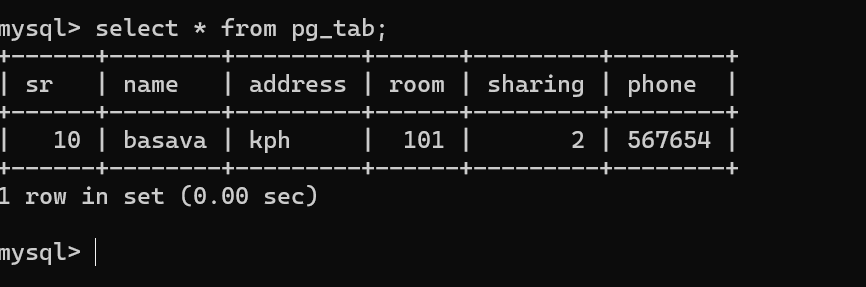 mysql> select * from pg_tab;
+------+--------+---------+------+---------+--------+
| sr   | name   | address | room | sharing | phone  |
+------+--------+---------+------+---------+--------+
|   10 | basava | kph     |  101 |       2 | 567654 |
+------+--------+---------+------+---------+--------+
1 row in set (0.00 sec)
mysql>